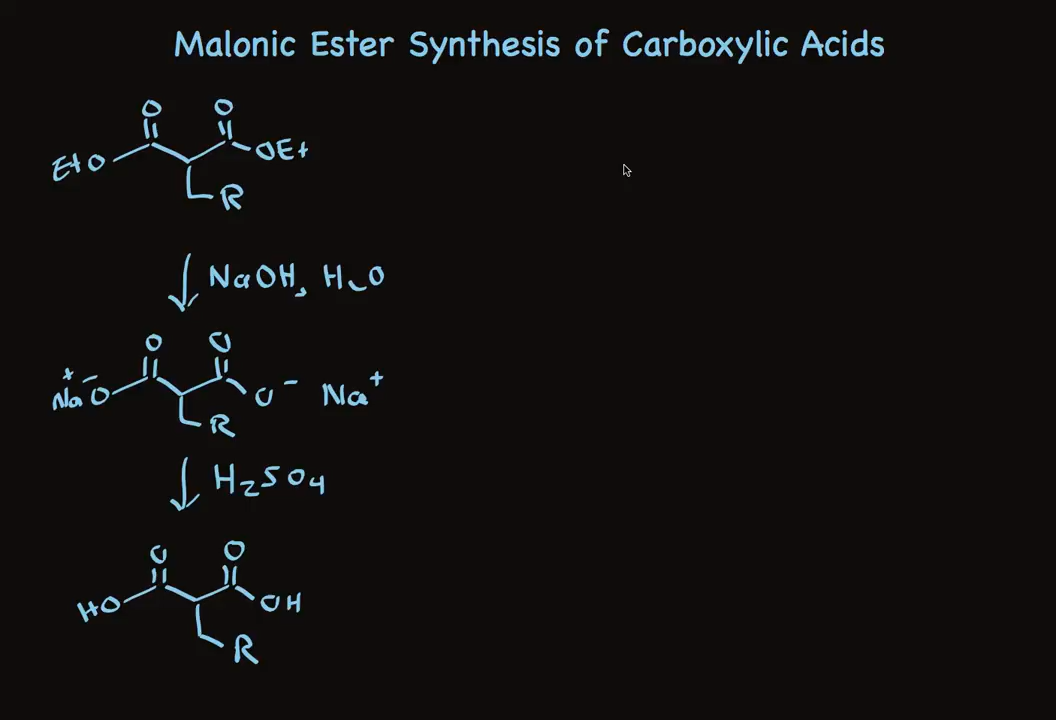 Malonic Ester Synthesis of Carboxylic Acids
O O
EtO OEt
R
NaOH, H2O
O O
+ -
Na O O - Na +
R
H2SO4
O O
HO OH
R